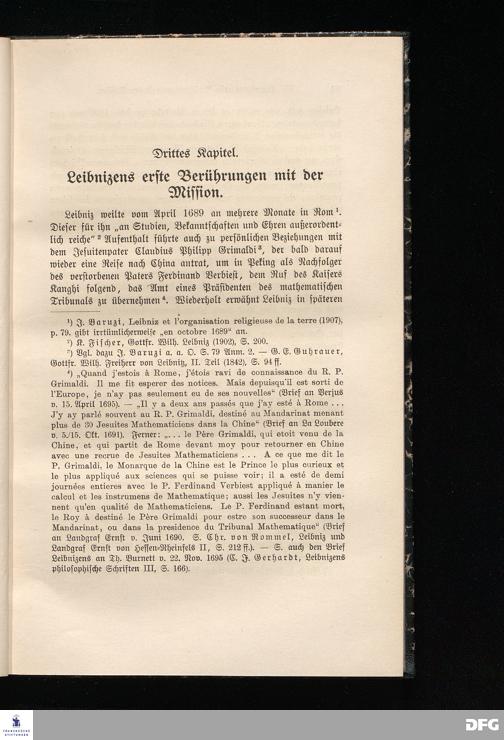 Drittes Kapitel.
Leibnizens erste Berührungen mit der
Mission.
Leibniz weilte vom April 1689 an mehrere Monate in Rom ¹.
Dieser für ihn „an Studien, Bekanntschaften und Ehren außerordent-
lich reiche“ ² Aufenthalt führte auch zu persönlichen Beziehungen mit
dem Jesuitenpater Claudius Philipp Grimaldi ³, der bald darauf
wieder eine Reise nach China antrat, um in Peking als Nachfolger
des verstorbenen Paters Ferdinand Verbiest, dem Ruf des Kaisers
Kanghi folgend, das Amt eines Präsidenten des mathematischen
Tribunals zu übernehmen ⁴. Wiederholt erwähnt Leibniz in späteren
¹) J. Baruzi, Leibniz et l'organisation religieuse de la terre (1907),
p. 79. gibt irrtümlicherweise „en octobre 1689“ an.
²) K. Fischer, Gottfr. Wilh. Leibniz (1902), S. 200.
³) Vgl. dazu J. Baruzi a. a. O. S. 79 Anm. 2. — G. E. Guhrauer,
Gottfr. Wilh. Freiherr von Leibnitz, II. Teil (1842), S. 94 ff.
⁴) „Quand j'estois à Rome, j'étois ravi de connaissance du R. P.
Grimaldi. Il me fit esperer des notices. Mais depuisqu'il est sorti de
l'Europe, je n'ay pas seulement eu de ses nouvelles“ (Brief an Verjus
v. 15. April 1695). — „Il y a deux ans passés que j'ay esté à Rome ...
J'y ay parlé souvent au R. P. Grimaldi, destiné au Mandarinat menant
plus de 30 Jesuites Mathematiciens dans la Chine“ (Brief an La Loubere
v. 5./15. Okt. 1691). Ferner: „... le Père Grimaldi, qui etoit venu de la
Chine, et qui partit de Rome devant moy pour retourner en Chine
avec une recrue de Jesuites Mathematiciens ... A ce que me dit le
P. Grimaldi, le Monarque de la Chine est le Prince le plus curieux et
le plus appliqué aux sciences qui se puisse voir; il a esté de demi
journées entieres avec le P. Ferdinand Verbiest appliqué à manier le
calcul et les instrumens de Mathematique; aussi les Jesuites n'y vien-
nent qu'en qualité de Mathematiciens. Le P. Ferdinand estant mort,
le Roy à destiné le Père Grimaldi pour estre son successeur dans le
Mandarinat, ou dans la presidence du Tribunal Mathematique“ (Brief
an Landgraf Ernst v. Juni 1690. S. Chr. von Rommel, Leibniz und
Landgraf Ernst von Hessen-Rheinfels II, S. 212 ff.). — S. auch den Brief
Leibnizens an Th. Burnett v. 22. Nov. 1695 (C. J. Gerhardt, Leibnizens
philosophische Schriften III, S. 166).
FRANCKESCHE
STIFTUNGEN
DFG